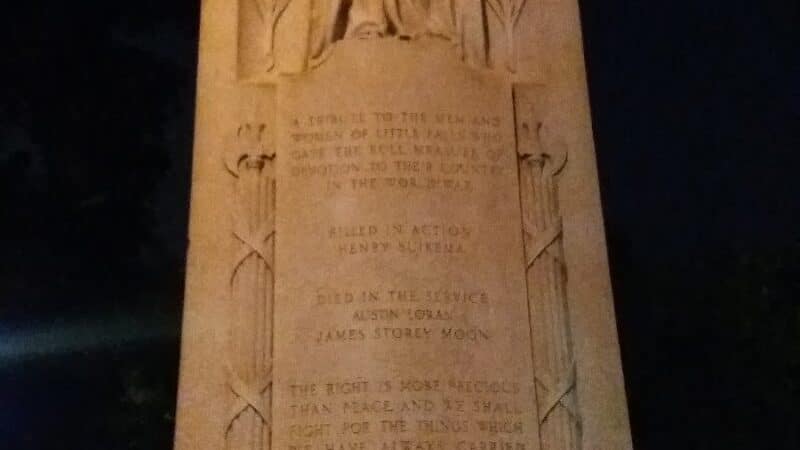 A TRIBUTE TO THE MEN AND
WOMEN OF LITTLE FALLS WHO
GAVE THE FULL MEASURE OF
DEVOTION TO THEIR COUNTRY
IN THE WORLD WAR
KILLED IN ACTION
HENRY
DIED IN THE SERVICE
AUSTIN LORAN
JAMES STOREY MOON
THE RIGHT IS MORE PRECIOUS
THAN PEACE AND WE SHALL
FIGHT FOR THE THINGS WHICH
WE HAVE ALWAYS CARRIED